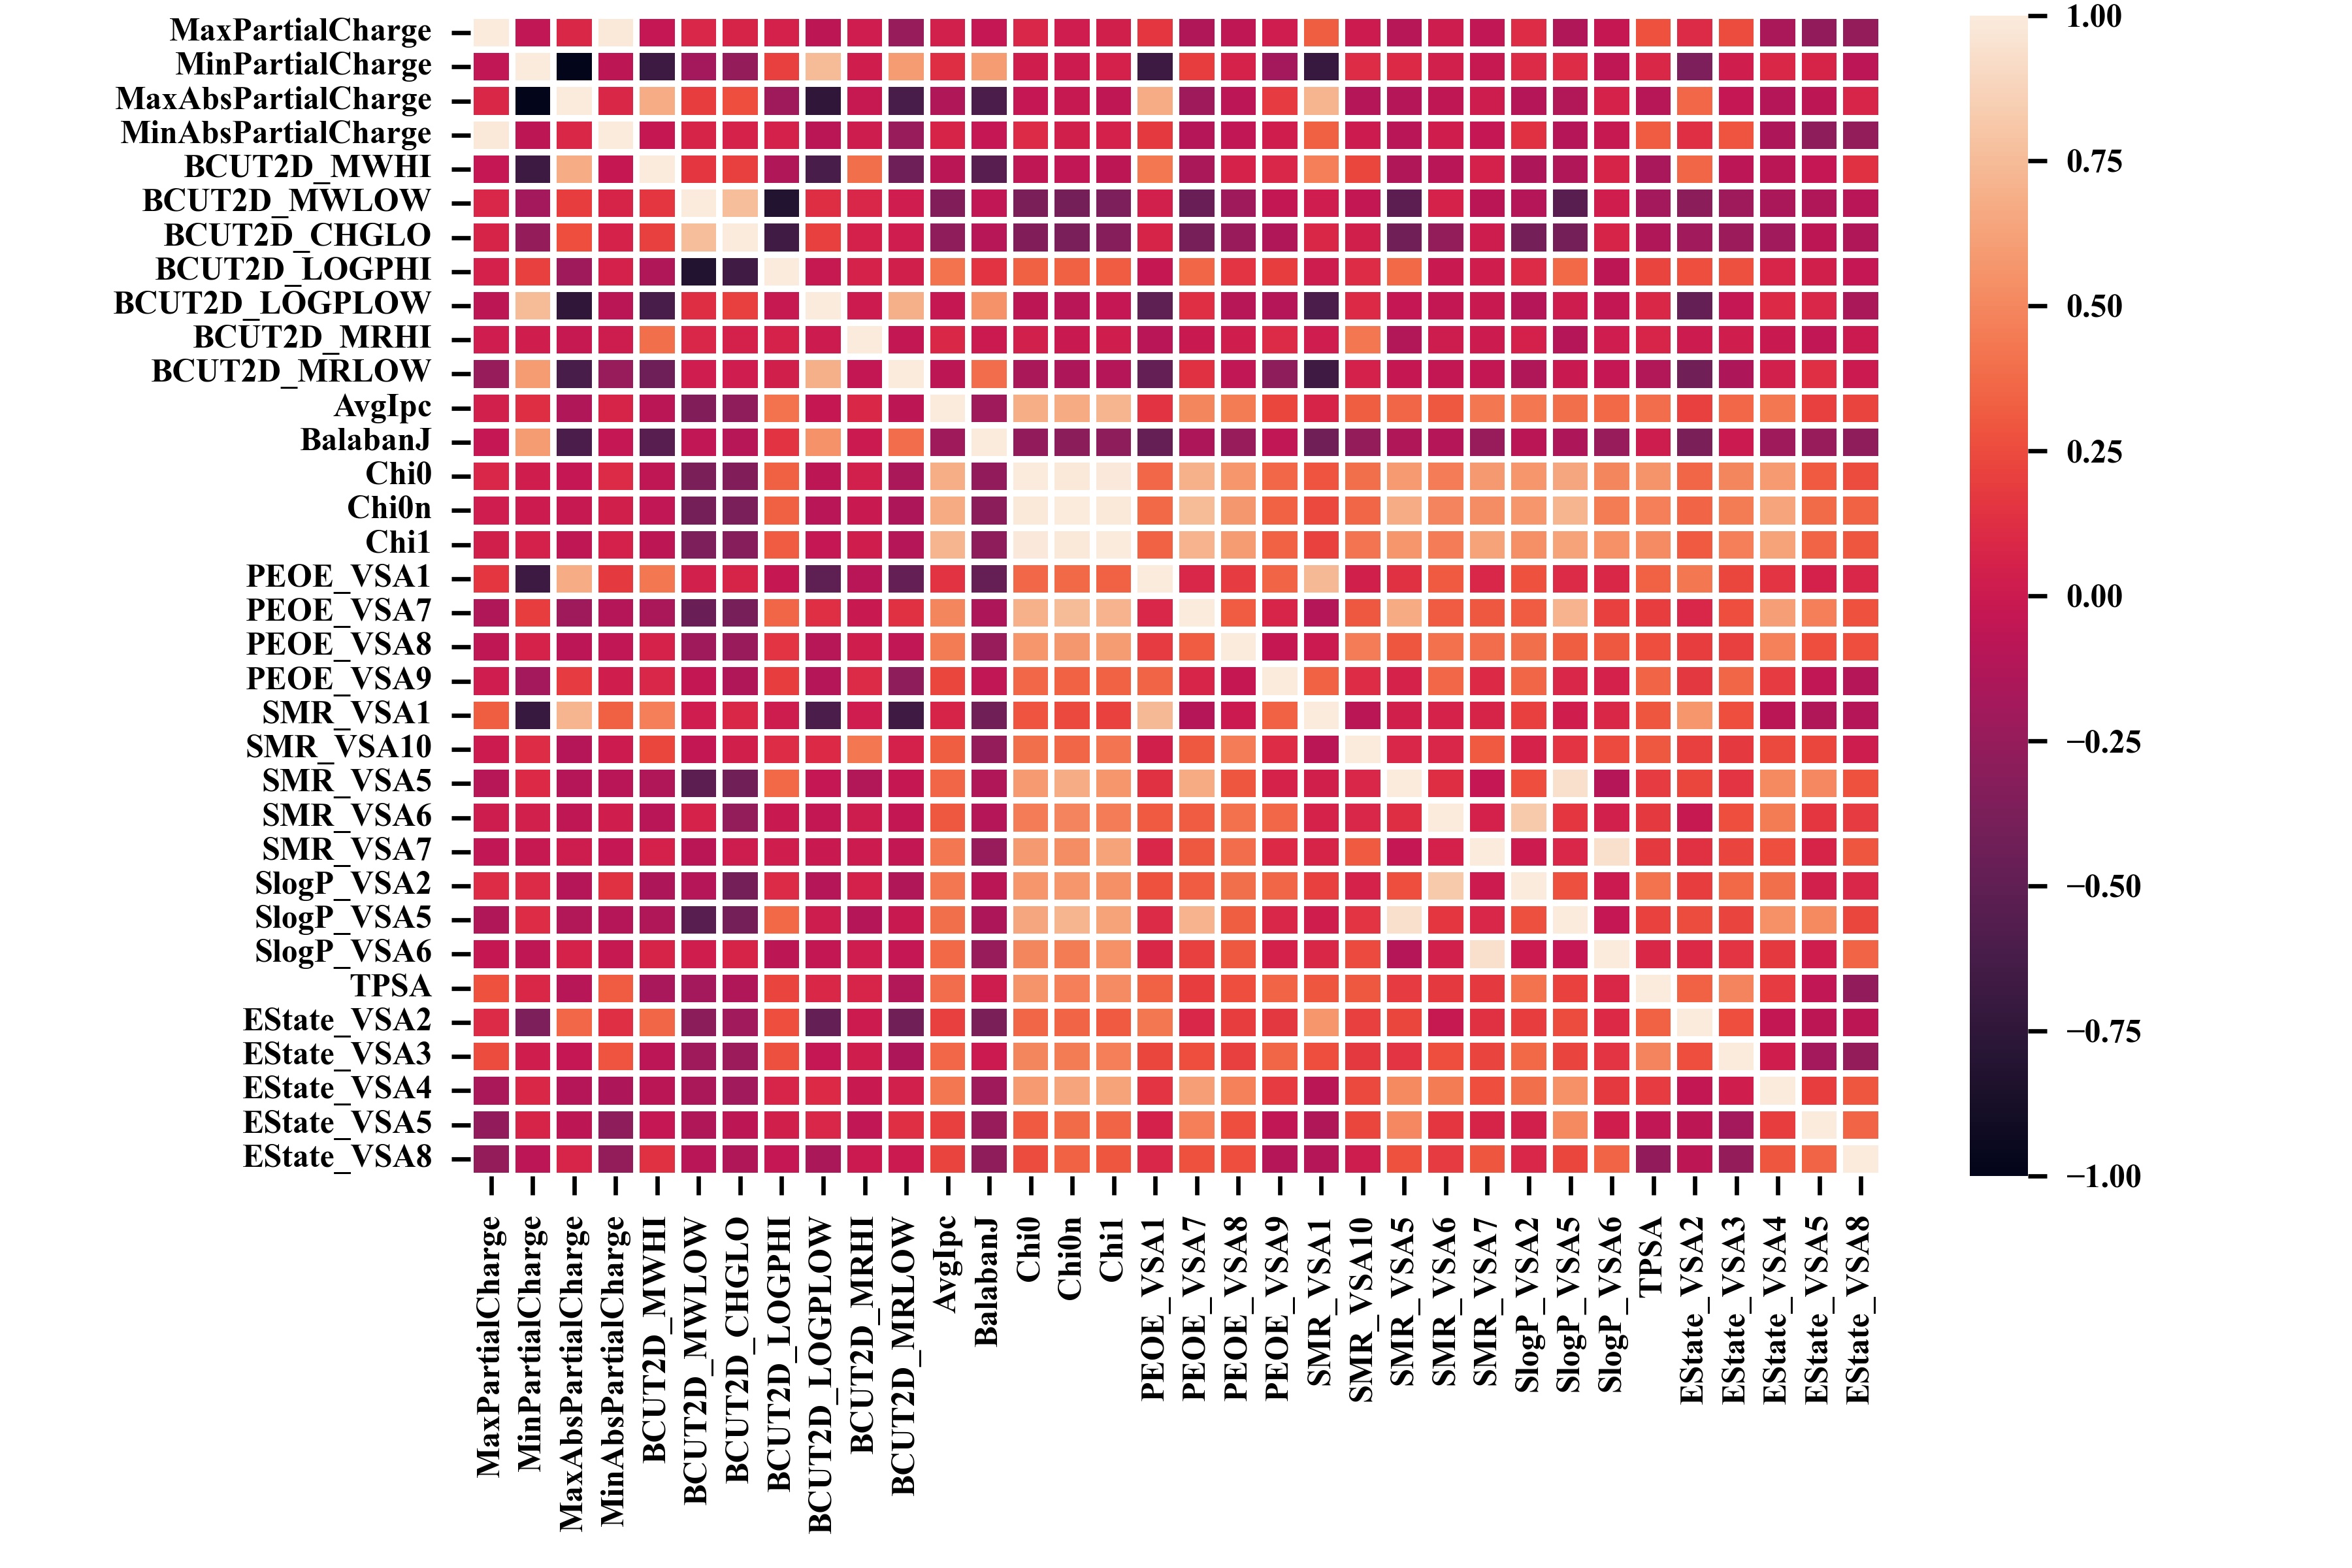 MaxPartialCharge
MinPartialCharge
MaxAbsPartialCharge
MinAbsPartialCharge
BCUT2D_MWHI
BCUT2D_MWLOW
BCUT2D_CHGLO
BCUT2D_LOGPHI
BCUT2D_LOGPLOW
BCUT2D_MRHI
BCUT2D_MRLOW
AvgIpc
BalabanJ
Chi0
Chi0n
Chi1
PEOE_VSA1
PEOE_VSA7
PEOE_VSA8
PEOE_VSA9
SMR_VSA1
SMR_VSA10
SMR_VSA5
SMR_VSA6
SMR_VSA7
SlogP_VSA2
SlogP_VSA5
SlogP_VSA6
TPSA
EState_VSA2
EState_VSA3
EState_VSA4
EState_VSA5
EState_VSA8
MaxPartialCharge
MinPartialCharge
MaxAbsPartialCharge
MinAbsPartialCharge
BCUT2D_MWHI
BCUT2D_MWLOW
BCUT2D_CHGLO
BCUT2D_LOGPHI
BCUT2D_LOGPLOW
BCUT2D_MRHI
BCUT2D_MRLOW
AvgIpc
BalabanJ
Chi0
Chi0n
Chi1
PEOE_VSA1
PEOE_VSA7
PEOE_VSA8
PEOE_VSA9
SMR_VSA1
SMR_VSA10
SMR_VSA5
SMR_VSA6
SMR_VSA7
SlogP_VSA2
SlogP_VSA5
SlogP_VSA6
TPSA
EState_VSA2
EState_VSA3
EState_VSA4
EState_VSA5
EState_VSA8
1.00
0.75
0.50
0.25
0.00
−0.25
−0.50
−0.75
−1.00